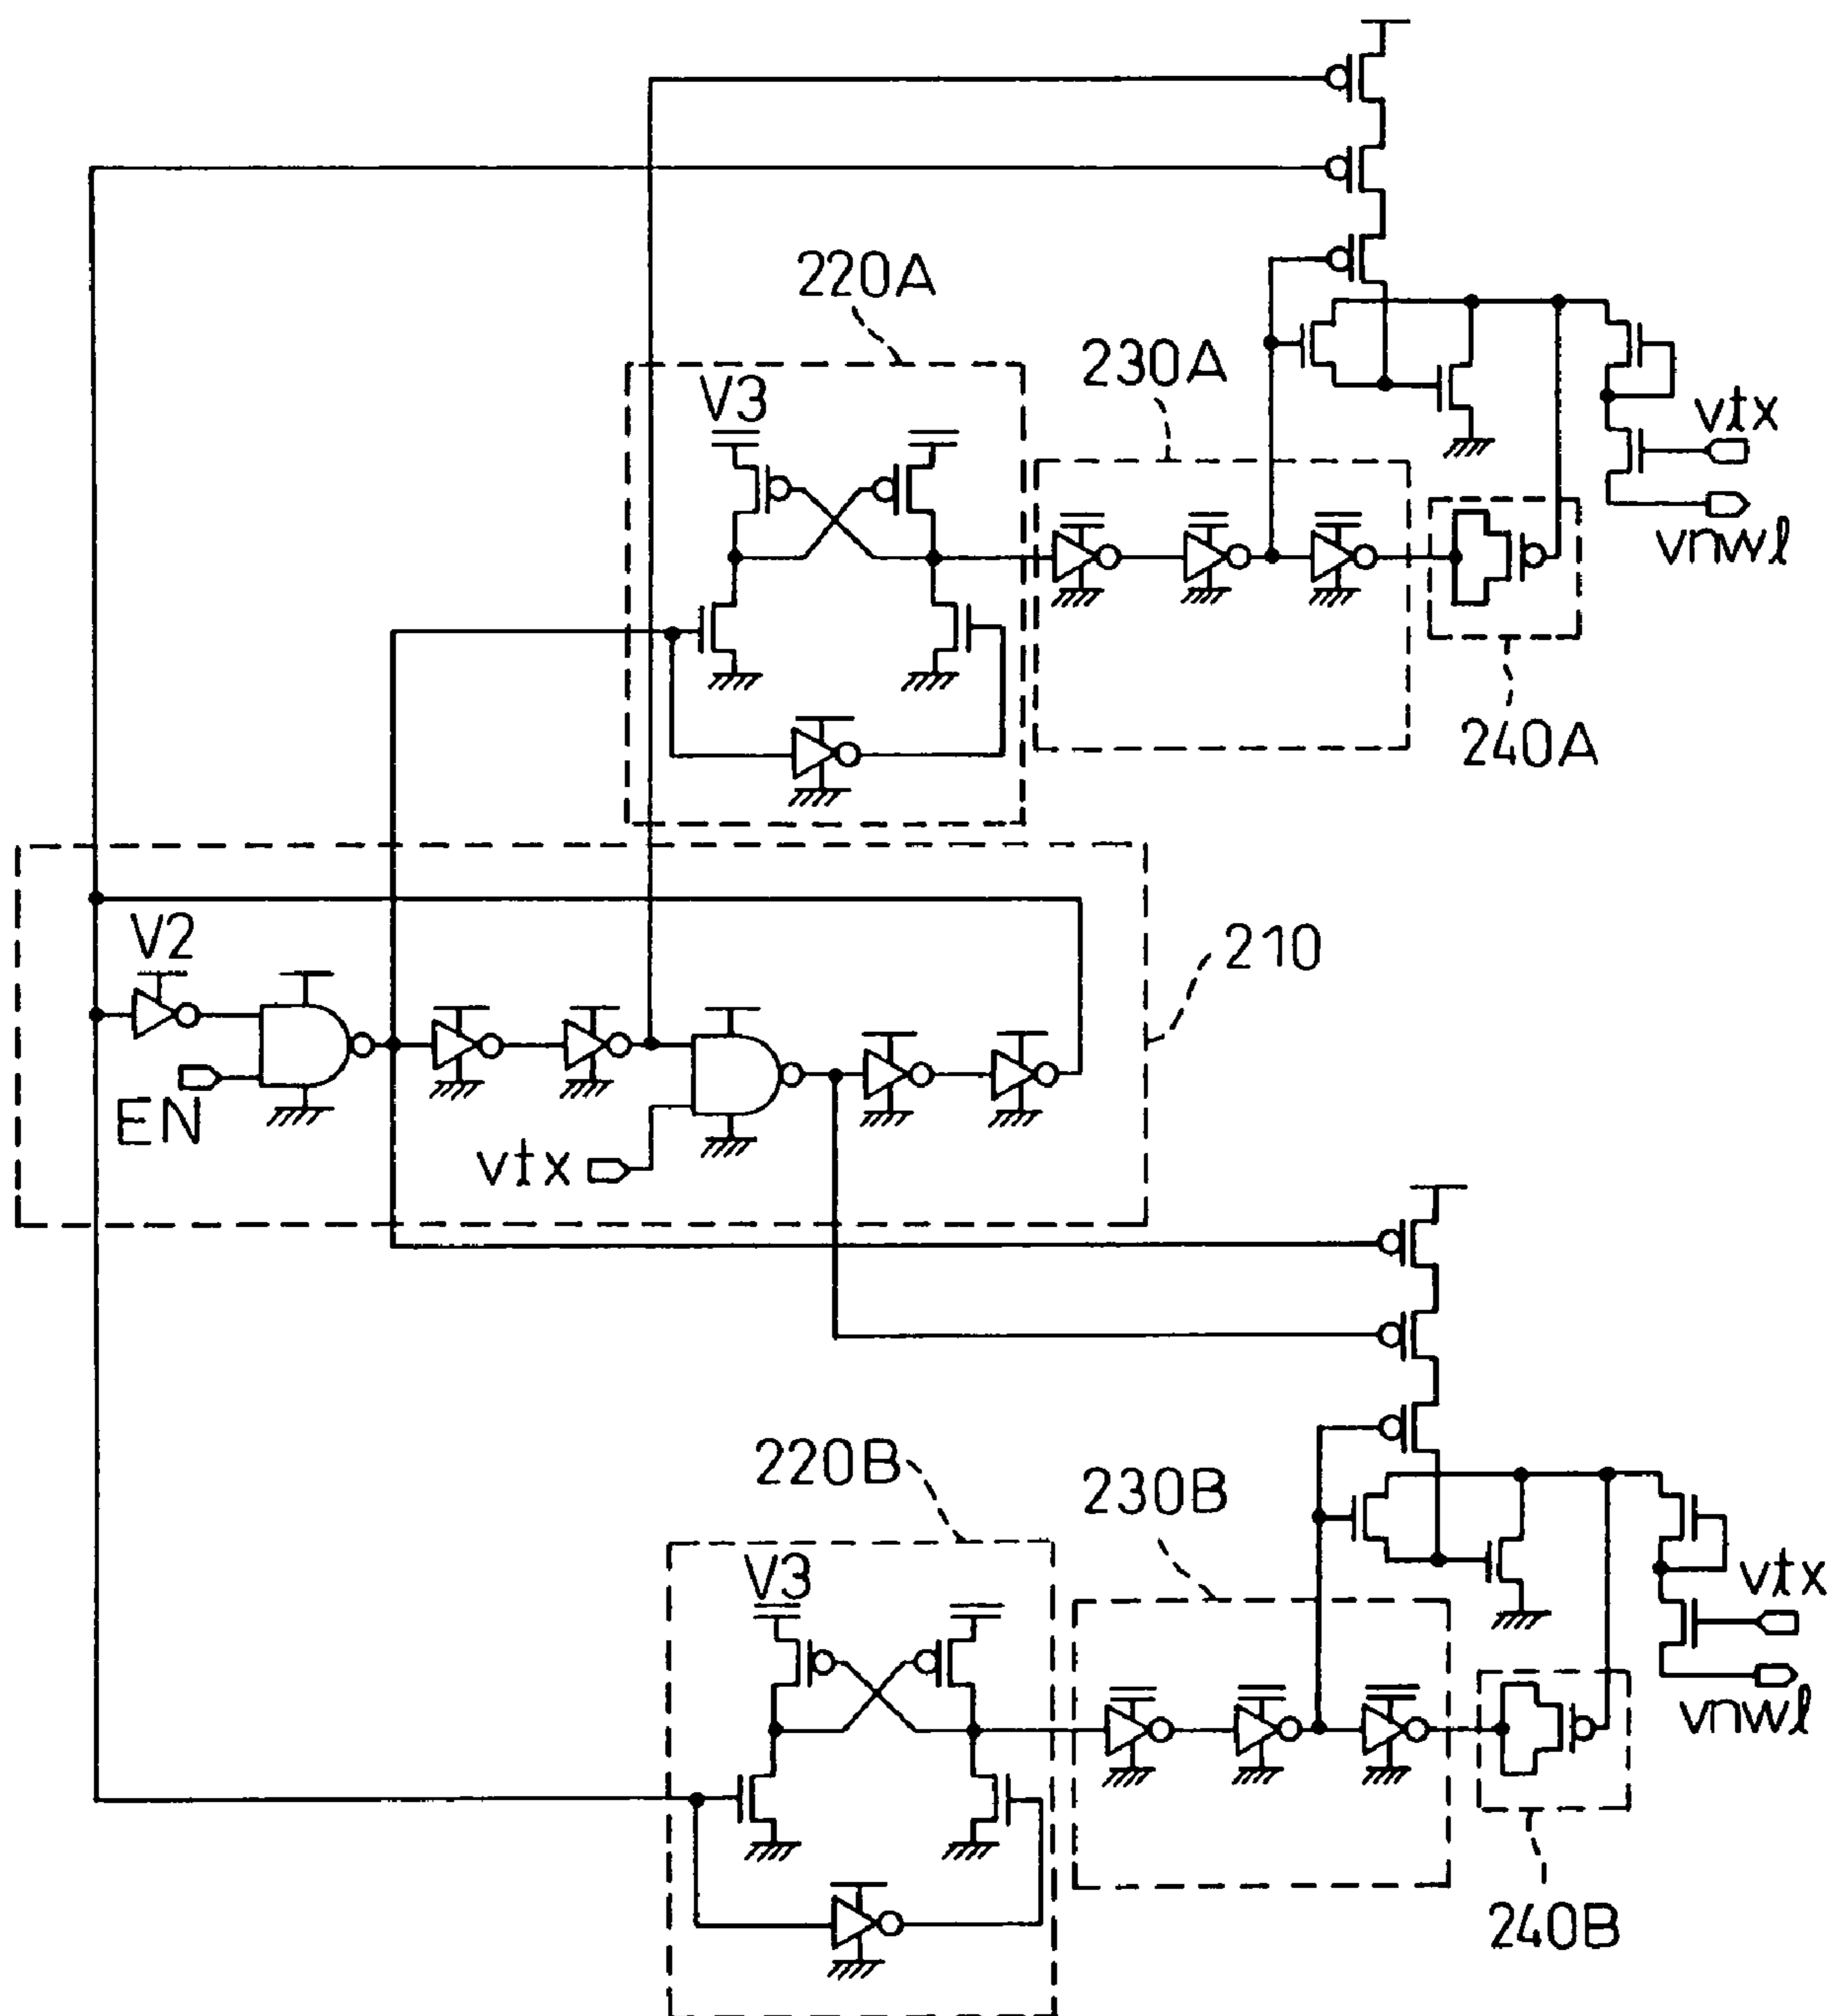 220A
230A
V3
vtx
vnwl
240A
V2
210
EN
vtx
220B
230B
V3
vtx
vnwl
240B